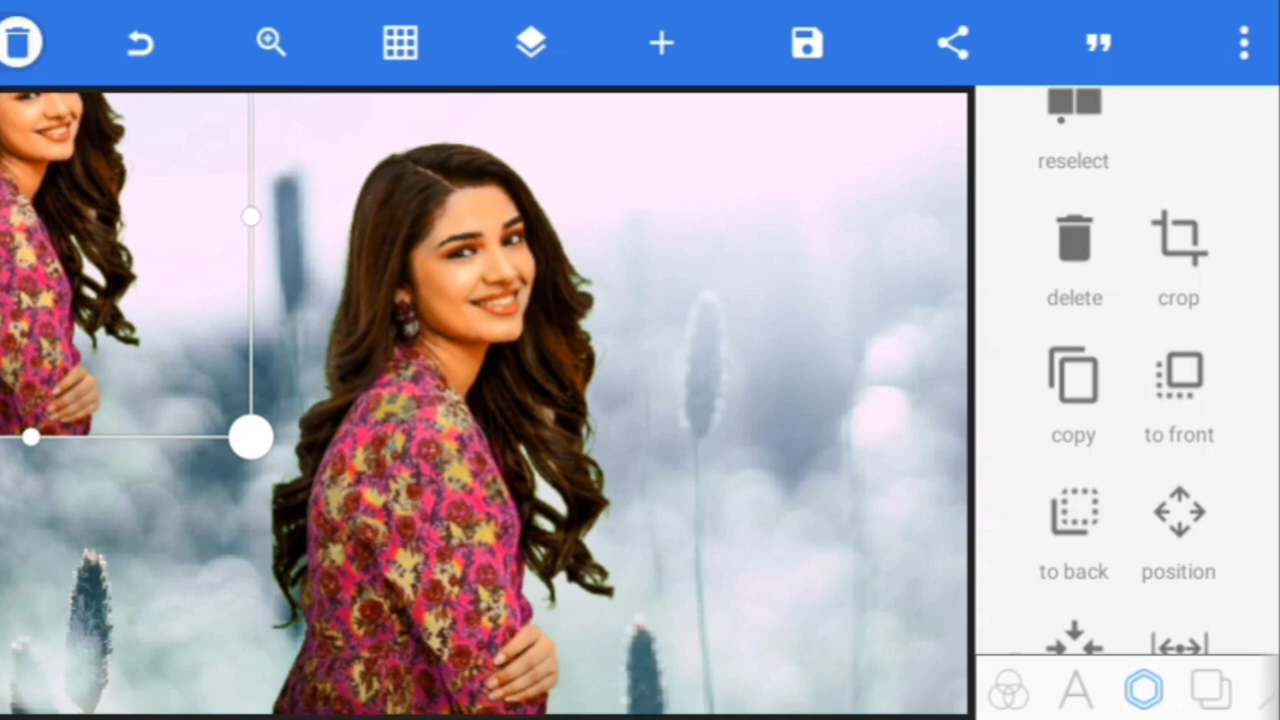 reselect
delete
crop
copy
to front
to back
position